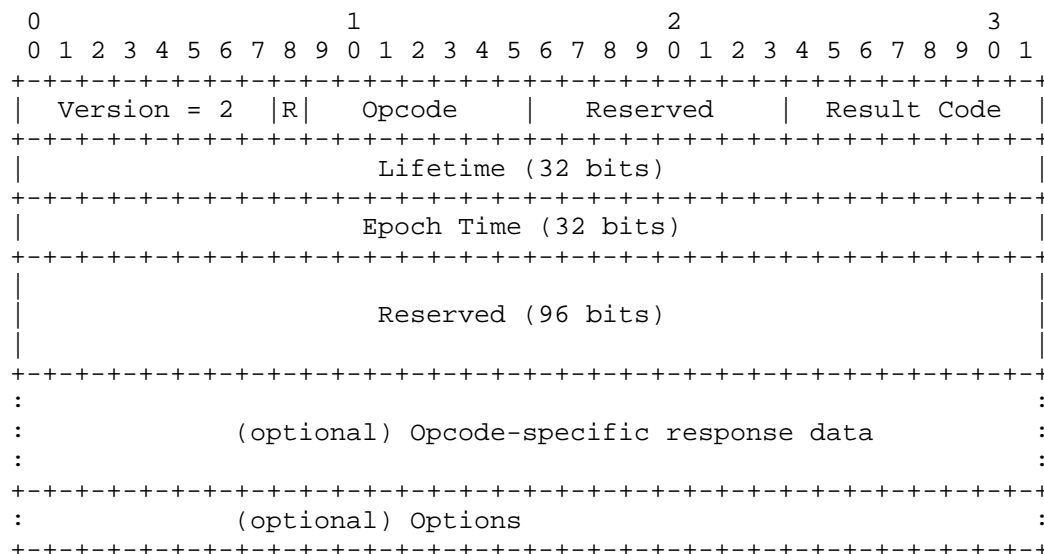 0                   1                   2                   3
 0 1 2 3 4 5 6 7 8 9 0 1 2 3 4 5 6 7 8 9 0 1 2 3 4 5 6 7 8 9 0 1
+-+-+-+-+-+-+-+-+-+-+-+-+-+-+-+-+-+-+-+-+-+-+-+-+-+-+-+-+-+-+-+-+
|  Version = 2  |R|   Opcode    |   Reserved    |  Result Code  |
+-+-+-+-+-+-+-+-+-+-+-+-+-+-+-+-+-+-+-+-+-+-+-+-+-+-+-+-+-+-+-+-+
|                      Lifetime (32 bits)                       |
+-+-+-+-+-+-+-+-+-+-+-+-+-+-+-+-+-+-+-+-+-+-+-+-+-+-+-+-+-+-+-+-+
|                     Epoch Time (32 bits)                      |
+-+-+-+-+-+-+-+-+-+-+-+-+-+-+-+-+-+-+-+-+-+-+-+-+-+-+-+-+-+-+-+-+
|                                                               |
|                      Reserved (96 bits)                       |
|                                                               |
+-+-+-+-+-+-+-+-+-+-+-+-+-+-+-+-+-+-+-+-+-+-+-+-+-+-+-+-+-+-+-+-+
:                                                               :
:             (optional) Opcode-specific response data          :
:                                                               :
+-+-+-+-+-+-+-+-+-+-+-+-+-+-+-+-+-+-+-+-+-+-+-+-+-+-+-+-+-+-+-+-+
:             (optional) Options                                :
+-+-+-+-+-+-+-+-+-+-+-+-+-+-+-+-+-+-+-+-+-+-+-+-+-+-+-+-+-+-+-+-+